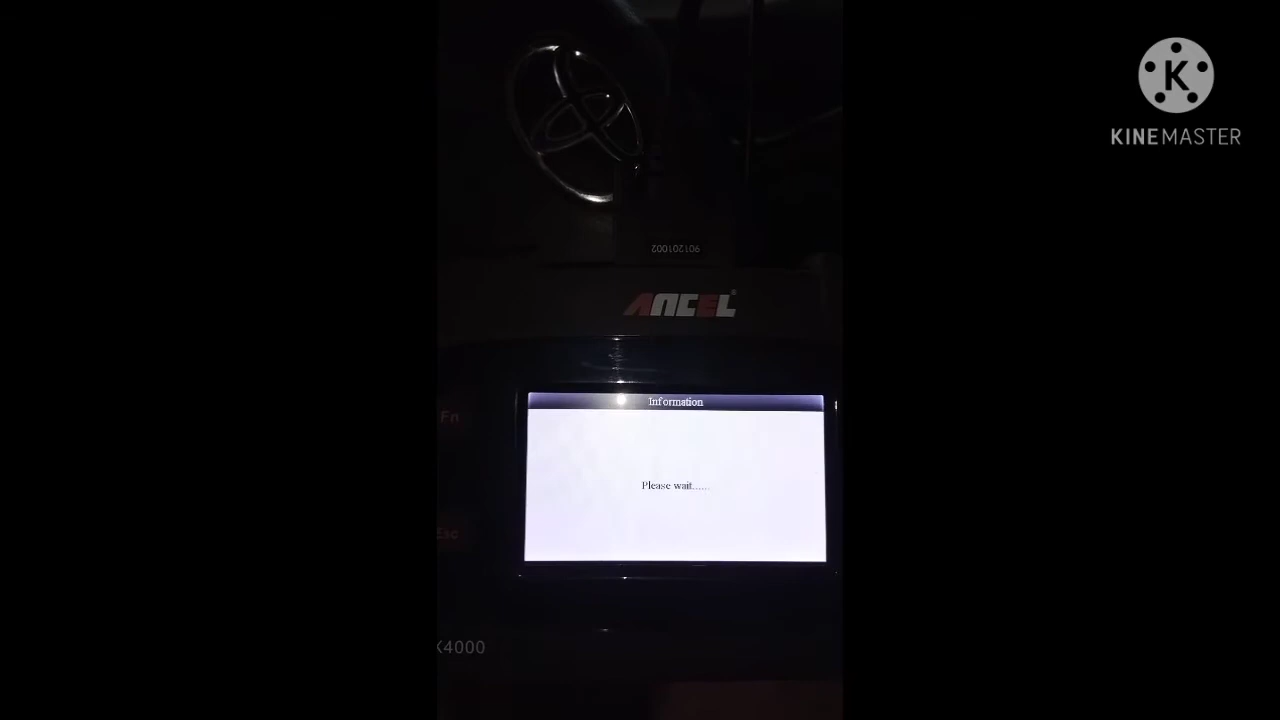 KINEMASTER
901201002
ANCEL
Information
Fn
Please wait......
Esc
X4000